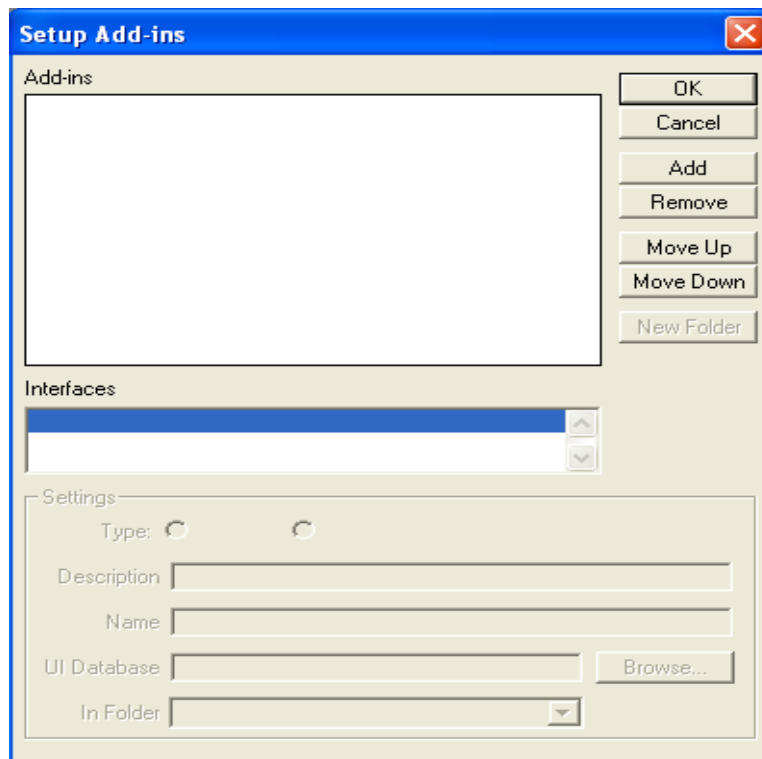 Setup Add-ins
Add-ins
OK
Cancel
Add
Remove
Move Up
Move Down
New Folder
Interfaces
Settings
Type:
Description
Name
UI Database
Browse...
In Folder